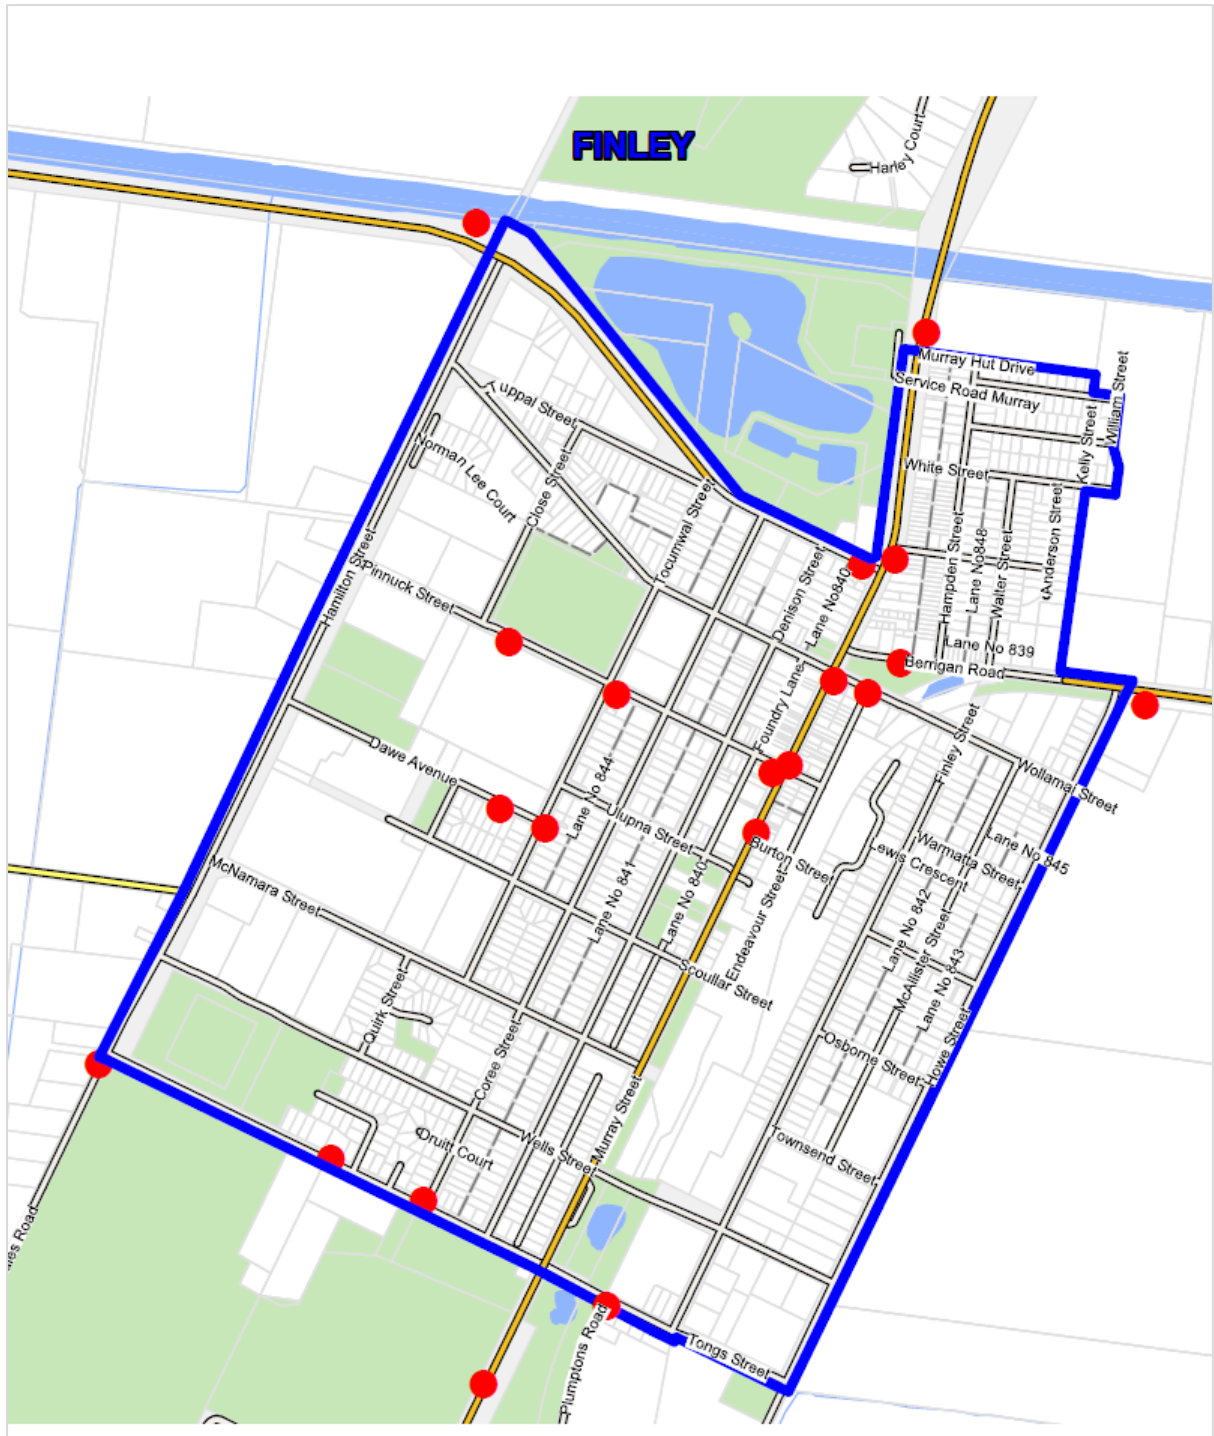 FINLEY
Harley Court
Murray Hut Drive
Service Road Murray
William Street
Kelly Street
Tuppal Street
Norman Lee Court
Close Street
White Street
Tocumwal Street
Anderson Street
Hampden Street
Lane No848
Walter Street
Denison Street
Lane No840
Hamilton Street
Pinnuck Street
Lane No 839
Berrigan Road
Foundry Lane
Finley Street
Wollamai Street
Dawe Avenue
Lane No 844
Ulupna Street
Burton Street
Lewis Crescent
Warmatta Street
Lane No 845
McNamara Street
Lane No 841
Lane No 840
Endeavour Street
Lane No 842
McAllister Street
Lane No 843
Scoullar Street
Quirk Street
Coree Street
Osborne Street
Howe Street
Murray Street
Druitt Court
Wells Street
Townsend Street
les Road
Plumptons Road
Tongs Street